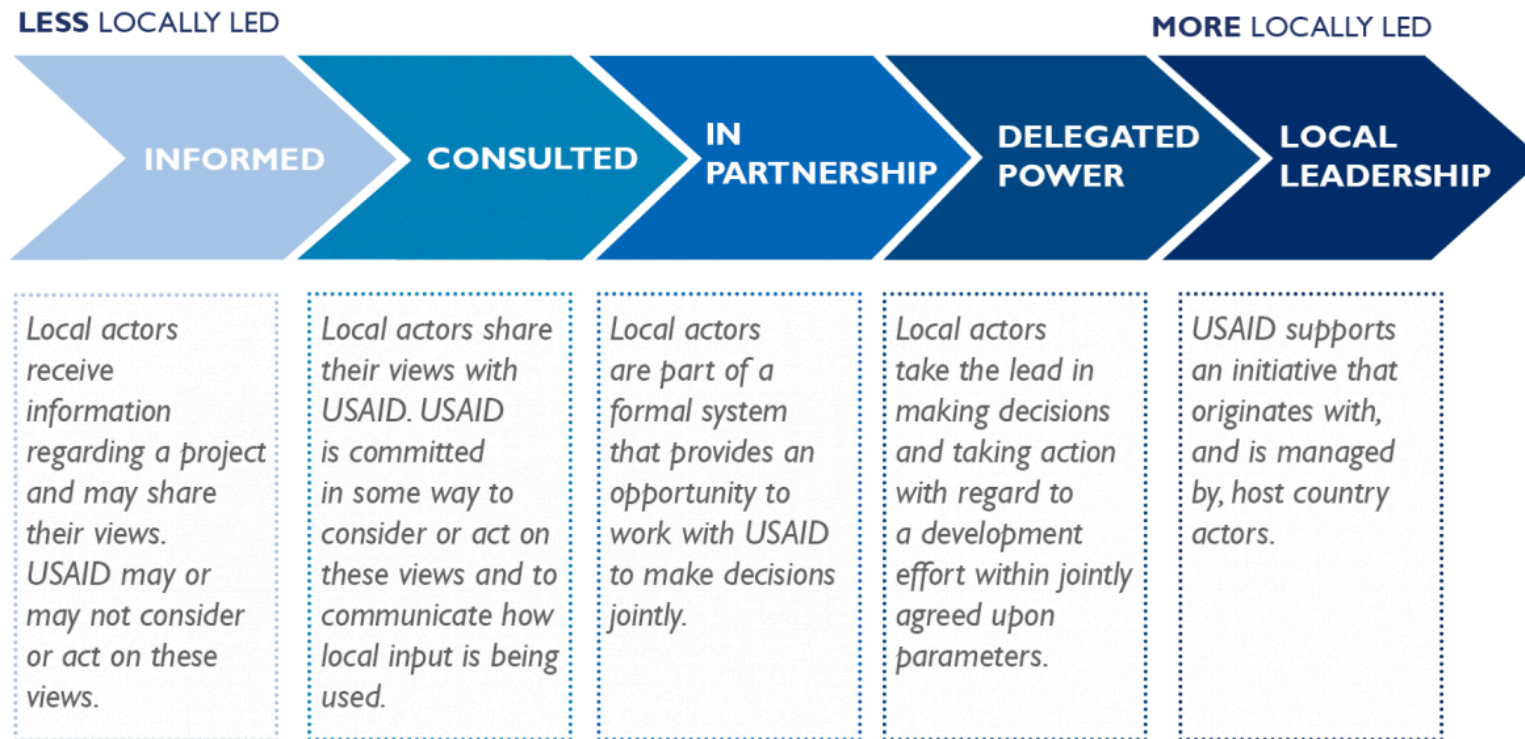 LESS LOCALLY LED
MORE LOCALLY LED
INFORMED
CONSULTED
IN
PARTNERSHIP
DELEGATED
POWER
LOCAL
LEADERSHIP
Local actors
receive
information
regarding a project
and may share
their views.
USAID may or
may not consider
or act on these
views.
Local actors share
their views with
USAID. USAID
is committed
in some way to
consider or act on
these views and to
communicate how
local input is being
used.
Local actors
are part of a
formal system
that provides an
opportunity to
work with USAID
to make decisions
jointly.
Local actors
take the lead in
making decisions
and taking action
with regard to
a development
effort within jointly
agreed upon
parameters.
USAID supports
an initiative that
originates with,
and is managed
by, host country
actors.